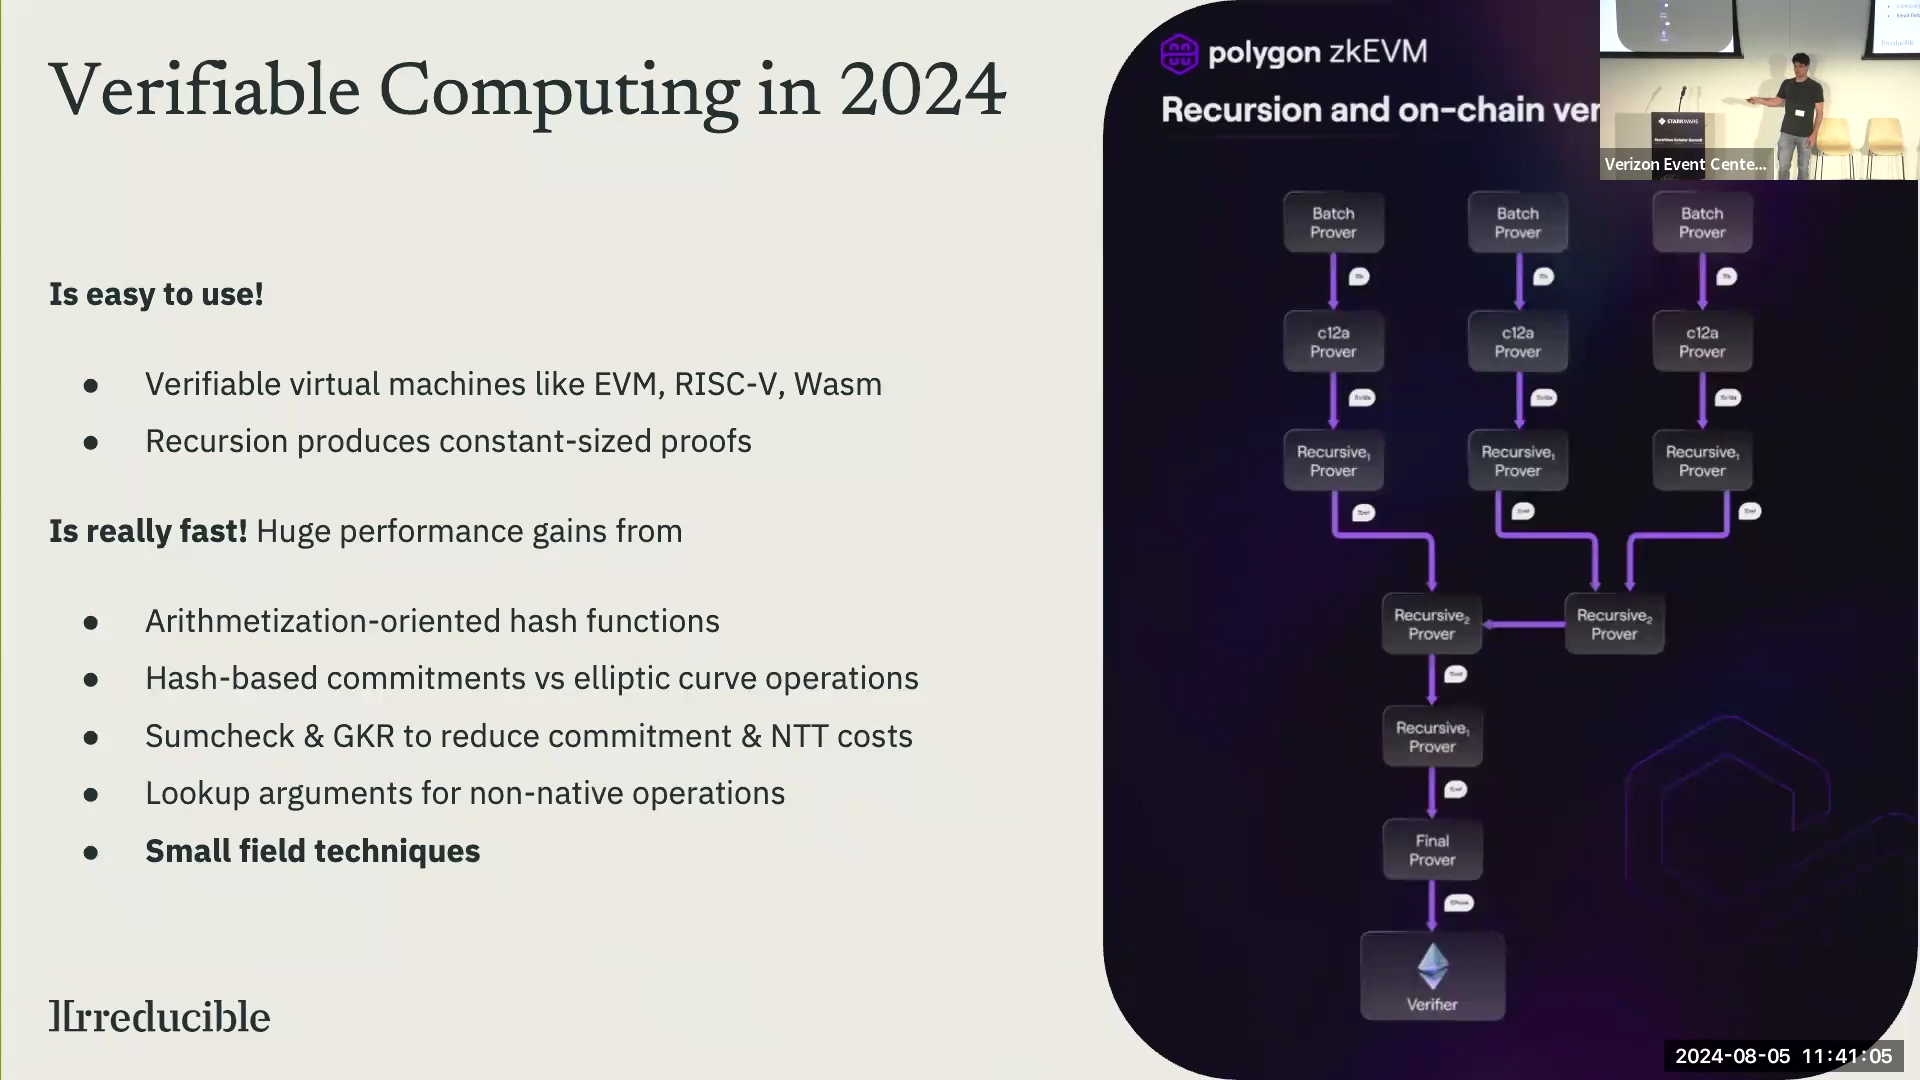 Verifiable Computing in 2024
Is easy to use!
● Verifiable virtual machines like EVM, RISC-V, Wasm
● Recursion produces constant-sized proofs
Is really fast! Huge performance gains from
● Arithmetization-oriented hash functions
● Hash-based commitments vs elliptic curve operations
● Sumcheck & GKR to reduce commitment & NTT costs
● Lookup arguments for non-native operations
● Small field techniques
Irreducible
polygon zkEVM
Recursion and on-chain ver
Batch
Prover
Batch
Prover
Batch
Prover
c12a
Prover
c12a
Prover
c12a
Prover
Recursive₁
Prover
Recursive₁
Prover
Recursive₁
Prover
Recursive₂
Prover
Recursive₂
Prover
Recursive₁
Prover
Final
Prover
Verifier
STARKWARE
Verizon Event Cente...
2024-08-05 11:41:05